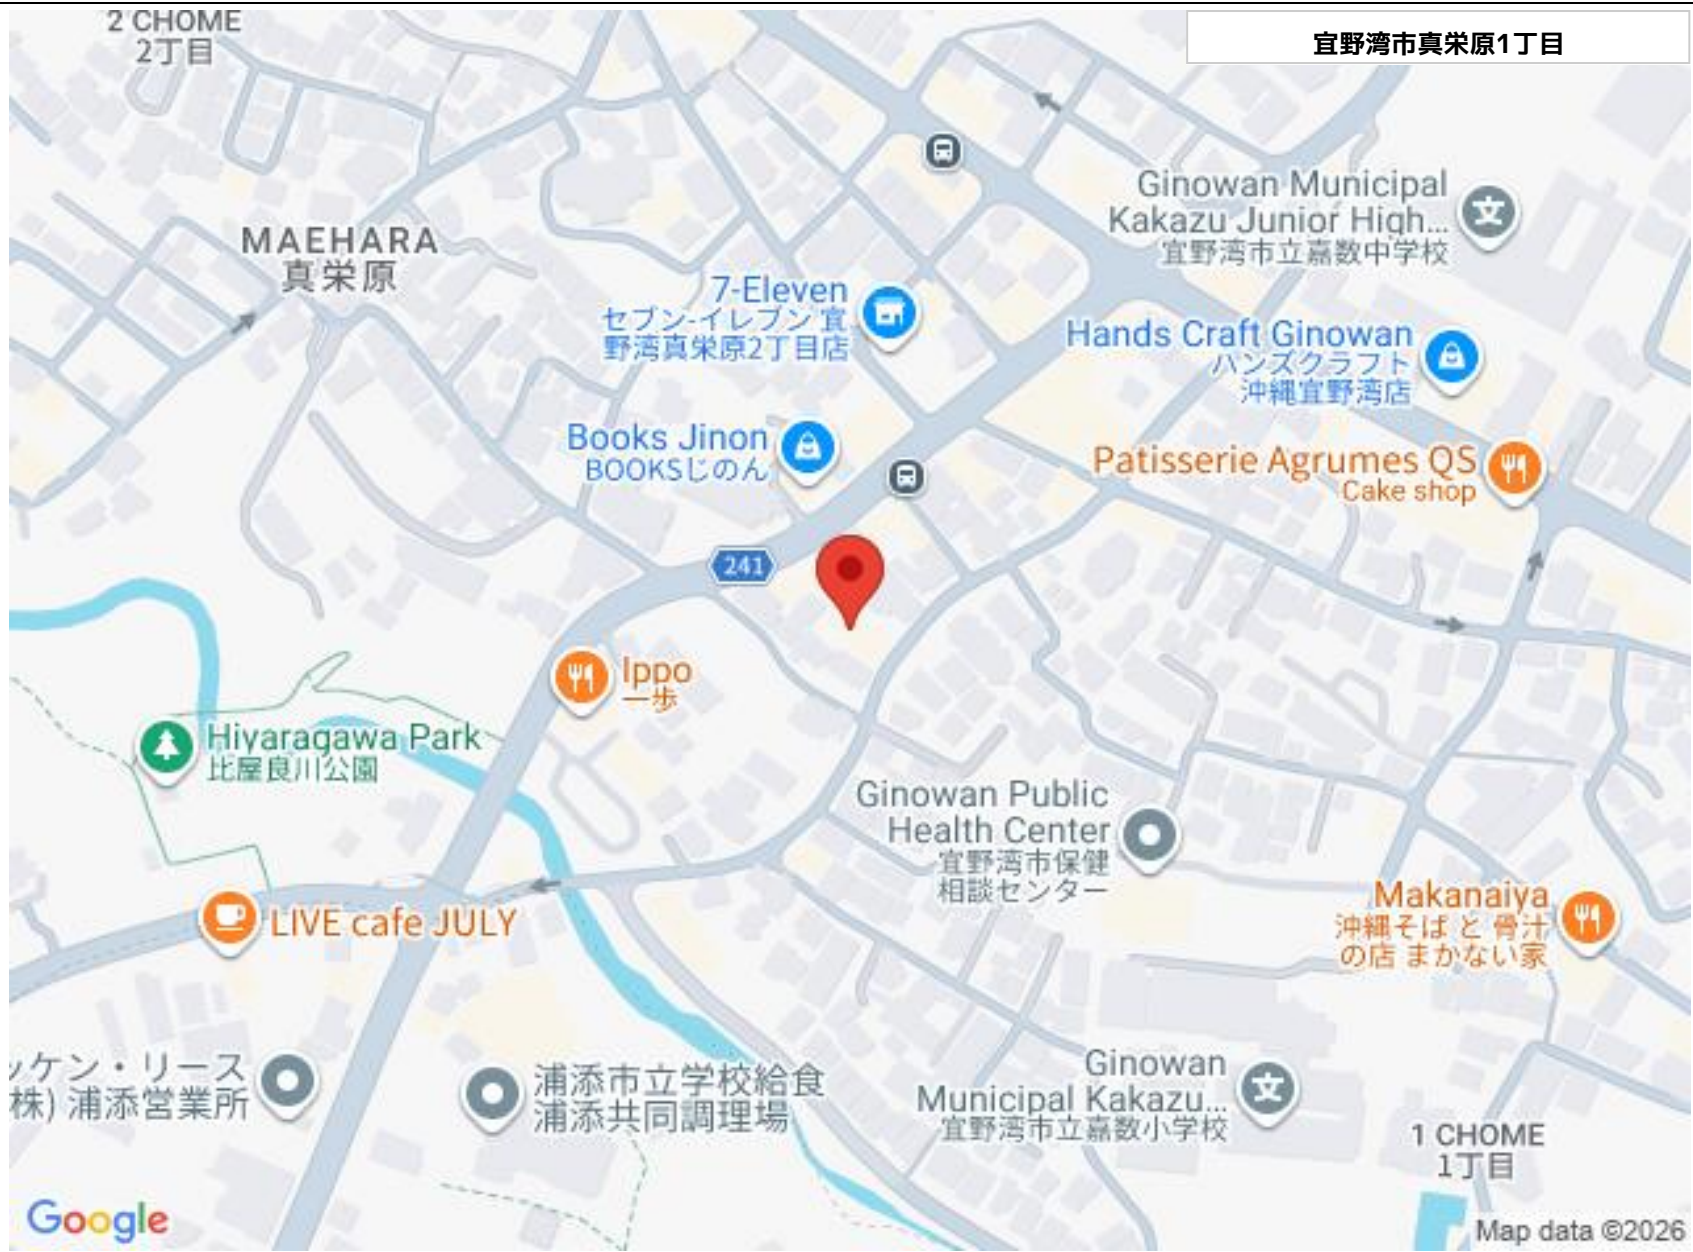 2 CHOME
2丁目
宜野湾市真栄原1丁目
Ginowan Municipal
Kakazu Junior High...
宜野湾市立嘉数中学校
MAEHARA
真栄原
7-Eleven
セブン-イレブン 宜
野湾真栄原2丁目店
Hands Craft Ginowan
ハンズクラフト
沖縄宜野湾店
Books Jinon
BOOKSじのん
Patisserie Agrumes QS
Cake shop
241
Ippo
一歩
Hiyaragawa Park
比屋良川公園
Ginowan Public
Health Center
宜野湾市保健
相談センター
LIVE cafe JULY
Makanaiya
沖縄そば と 骨汁
の店 まかない家
ッケン・リース
株) 浦添営業所
浦添市立学校給食
浦添共同調理場
Ginowan
Municipal Kakazu...
宜野湾市立嘉数小学校
1 CHOME
1丁目
Google
Map data ©2026